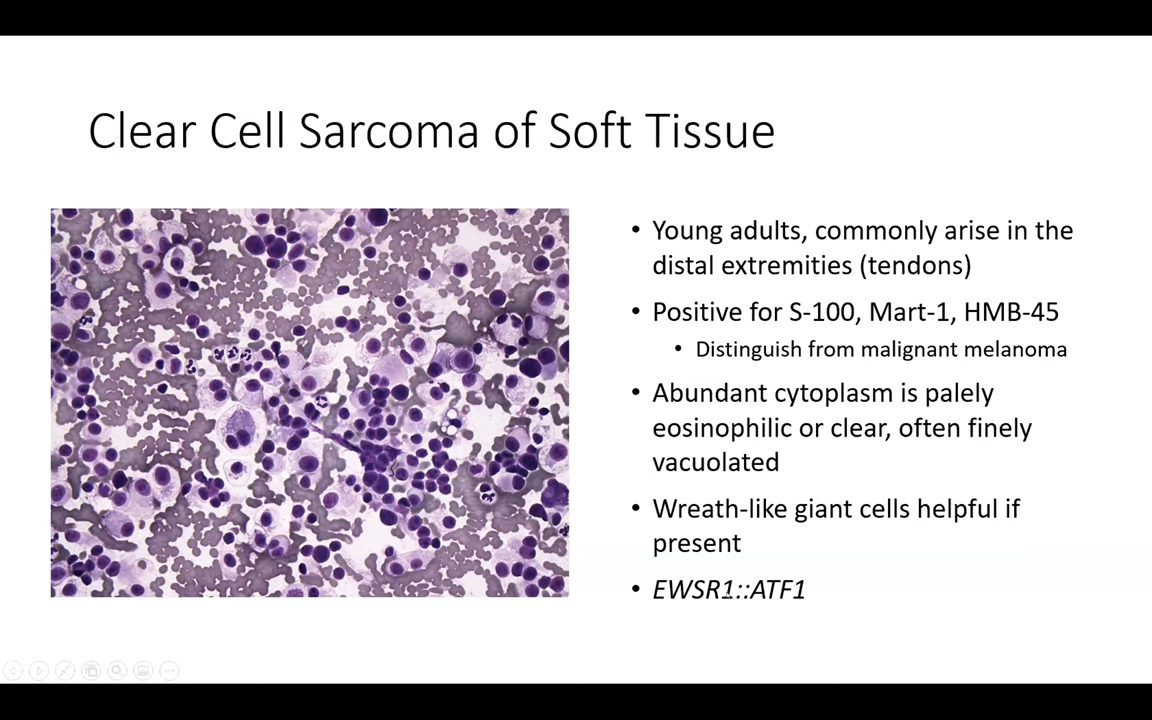 Clear Cell Sarcoma of Soft Tissue
• Young adults, commonly arise in the
distal extremities (tendons)
• Positive for S-100, Mart-1, HMB-45
• Distinguish from malignant melanoma
• Abundant cytoplasm is palely
eosinophilic or clear, often finely
vacuolated
• Wreath-like giant cells helpful if
present
• EWSR1::ATF1